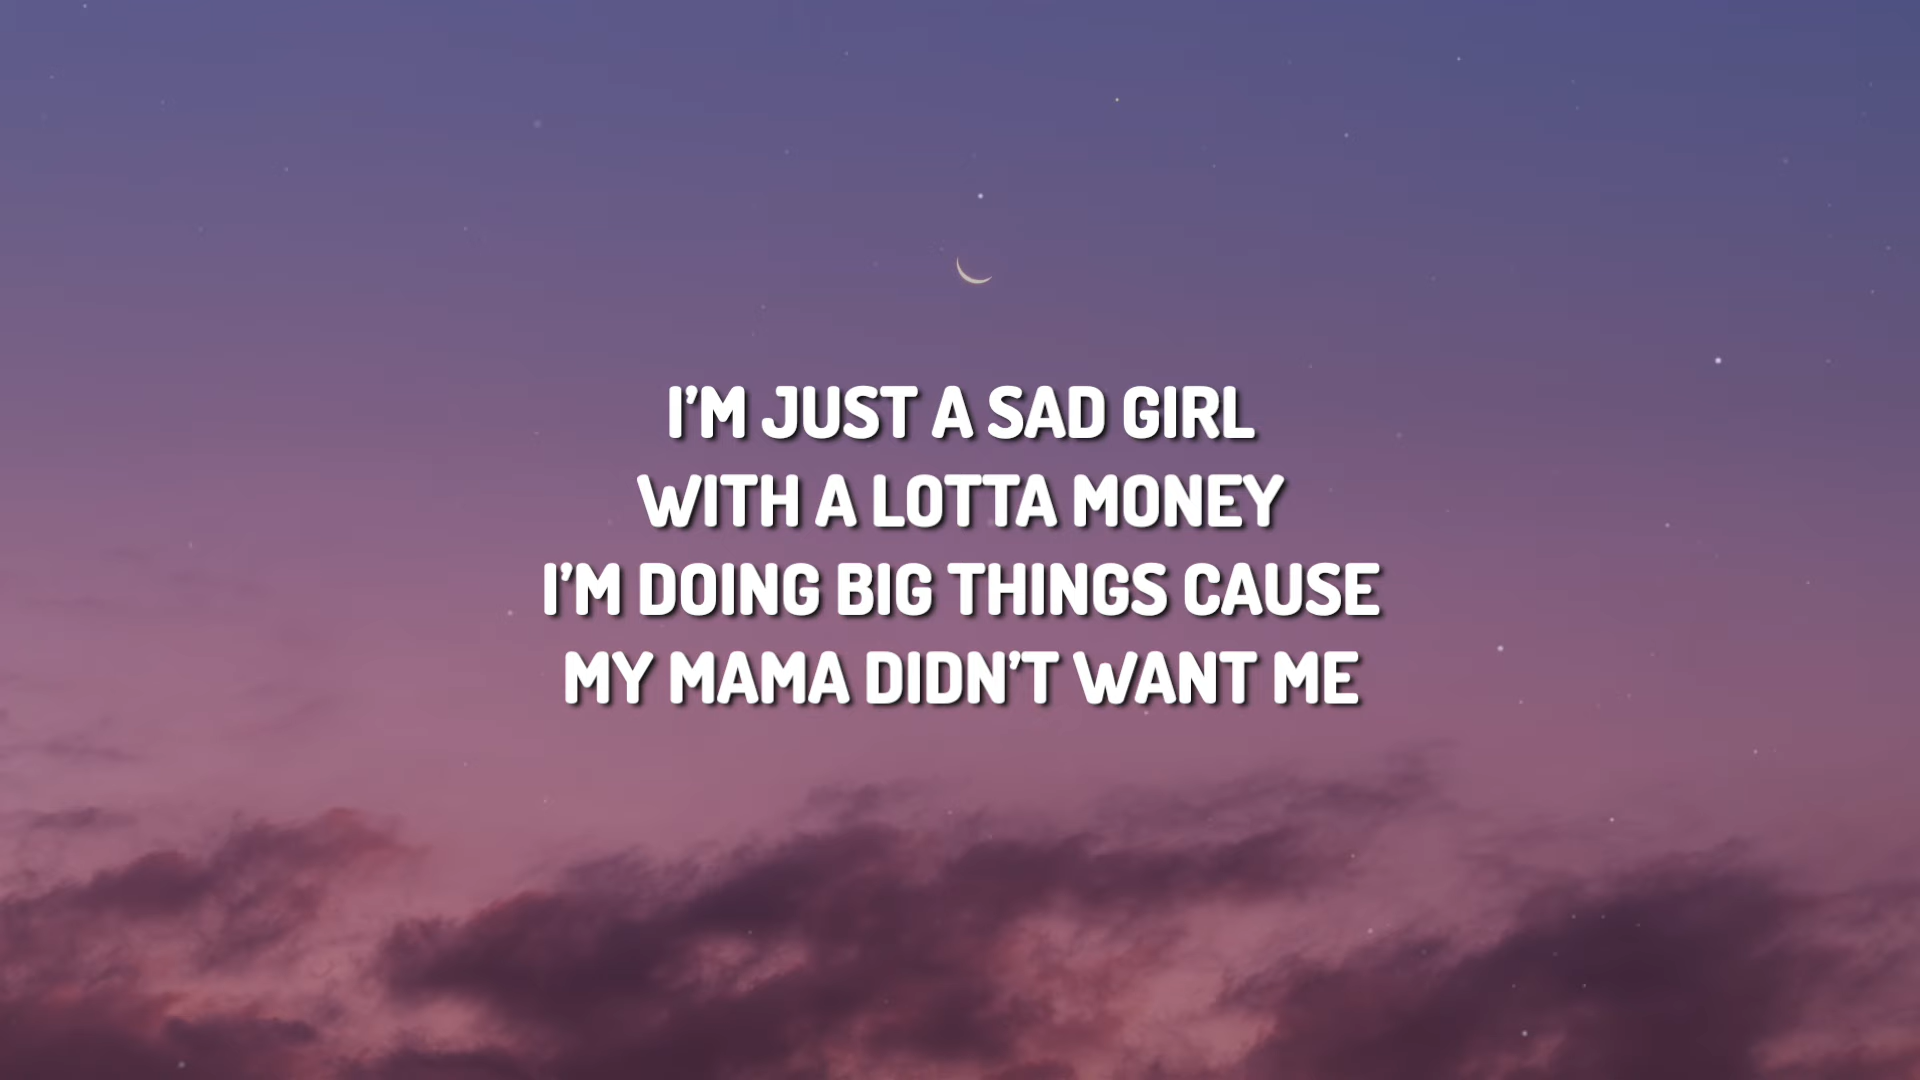 I'M JUST A SAD GIRL
WITH A LOTTA MONEY
I'M DOING BIG THINGS CAUSE
MY MAMA DIDN'T WANT ME